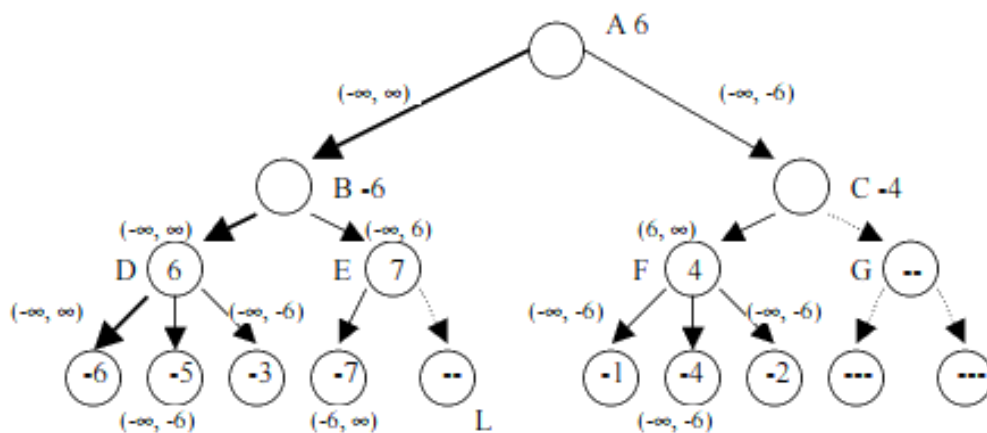 A 6
(-∞, ∞) (-∞, -6)
B -6 C -4
(-∞, ∞) (-∞, 6) (6, ∞)
D 6 E 7 F 4 G --
(-∞, ∞) (-∞, -6) (-∞, -6) (-∞, -6)
-6 -5 -3 -7 -- -1 -4 -2 --- ---
(-∞, -6) (-6, ∞) L (-∞, -6)